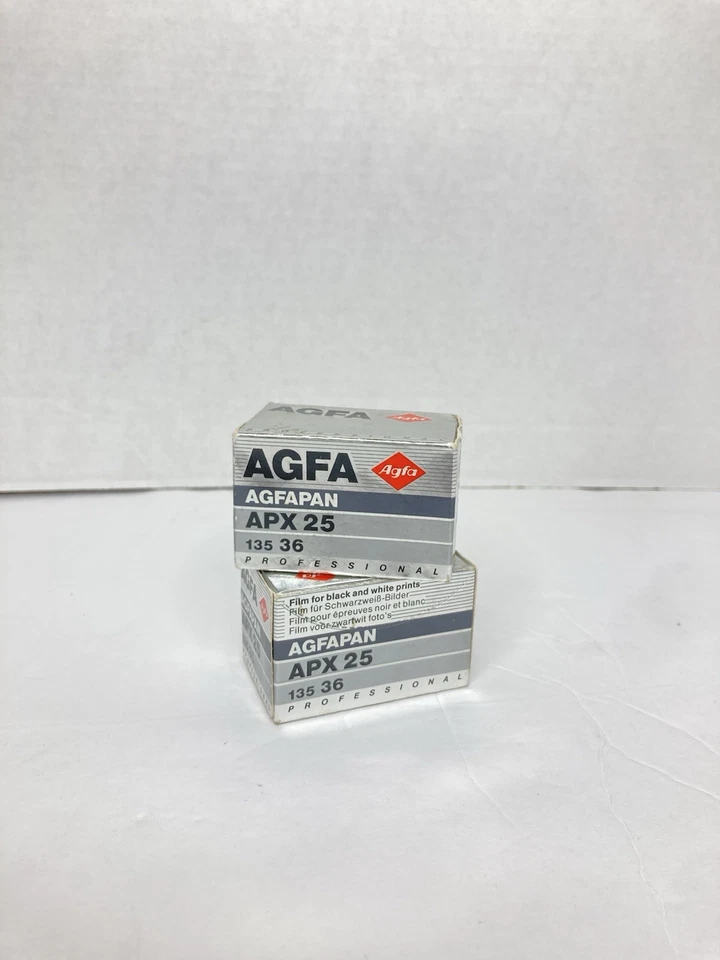 AGFA Agfa
AGFA Agfa
AGFAPAN
APX 25
135 36
PROFESSIONAL
Film for black and white prints
Film für Schwarzweiß-Bilder
Film pour épreuves noir et blanc
Film voor zwartwit foto's
AGFAPAN
APX 25
135 36
PROFESSIONAL